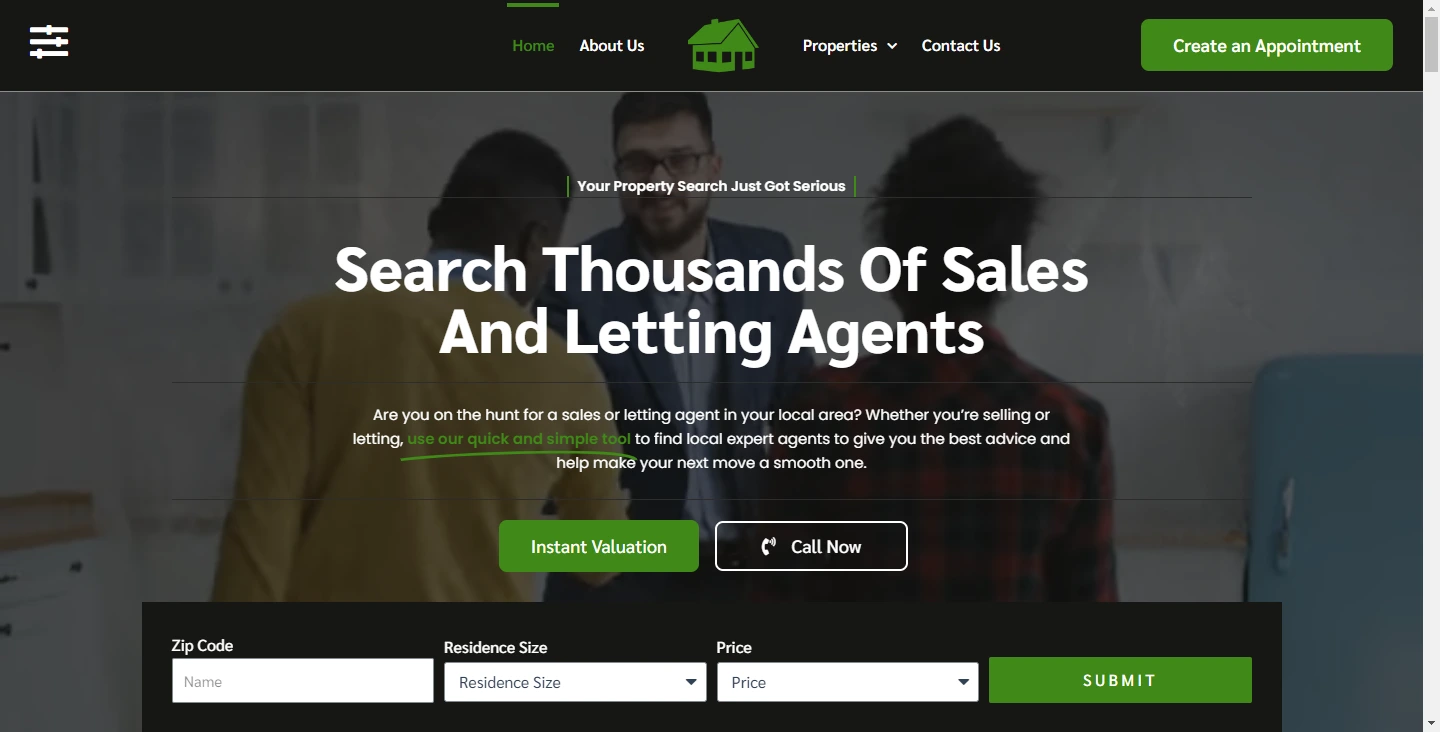 Home
About Us
Properties
Contact Us
Create an Appointment
Your Property Search Just Got Serious
Search Thousands Of Sales
And Letting Agents
Are you on the hunt for a sales or letting agent in your local area? Whether you're selling or
letting, use our quick and simple tool to find local expert agents to give you the best advice and
help make your next move a smooth one.
Instant Valuation
Call Now
Zip Code
Residence Size
Price
Name
Residence Size
Price
SUBMIT